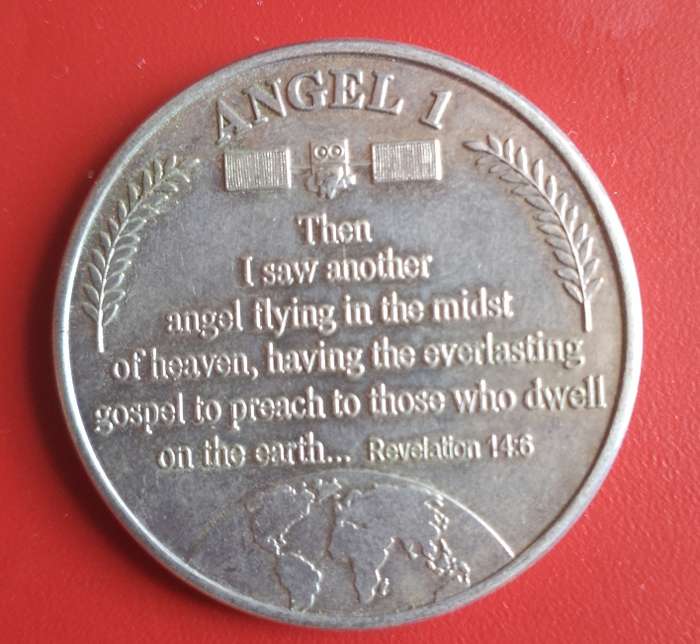 ANGEL 1
Then
I saw another
angel flying in the midst
of heaven, having the everlasting
gospel to preach to those who dwell
on the earth... Revelation 14:6